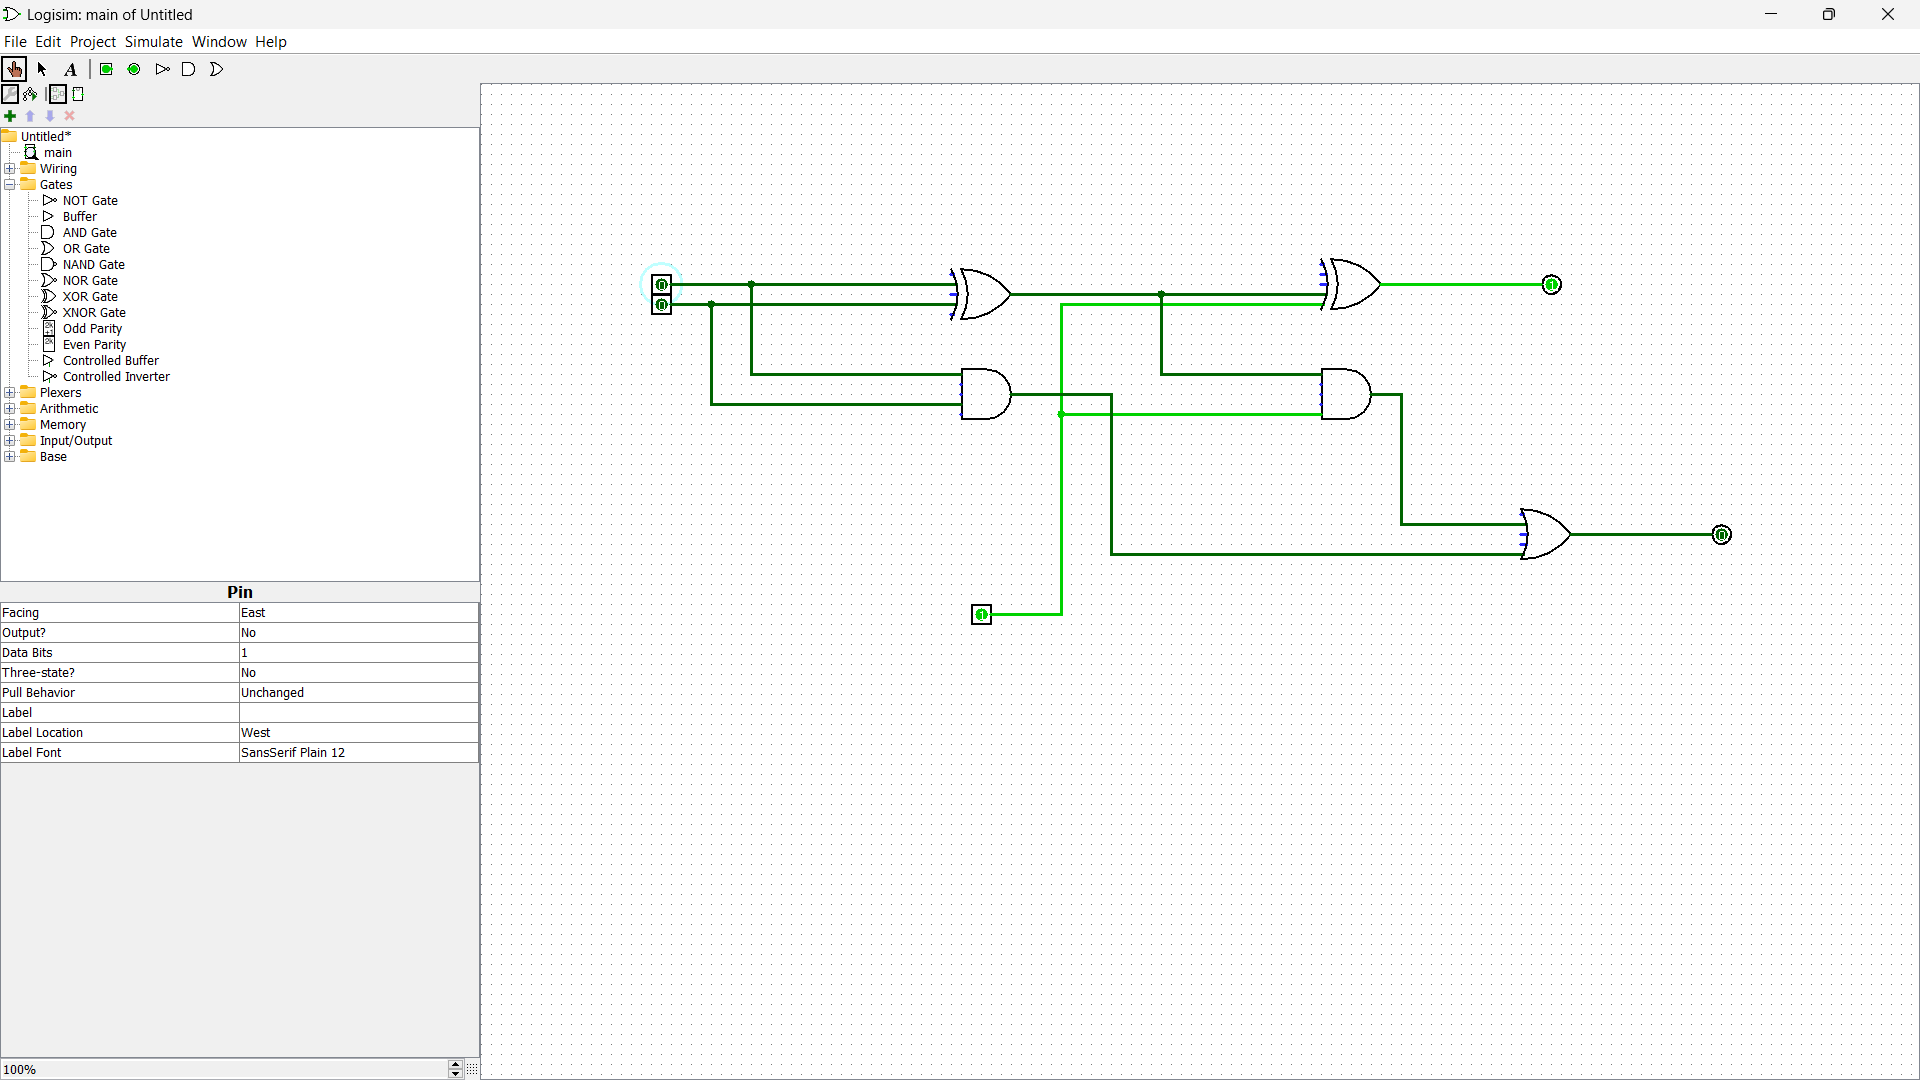 Logisim: main of Untitled
File Edit Project Simulate Window Help
A
Untitled*
main
Wiring
Gates
NOT Gate
Buffer
AND Gate
OR Gate
NAND Gate
NOR Gate
XOR Gate
XNOR Gate
Odd Parity
Even Parity
Controlled Buffer
Controlled Inverter
Plexers
Arithmetic
Memory
Input/Output
Base
Pin
Facing East
Output? No
Data Bits 1
Three-state? No
Pull Behavior Unchanged
Label
Label Location West
Label Font SansSerif Plain 12
100%
0
0
1
1
0